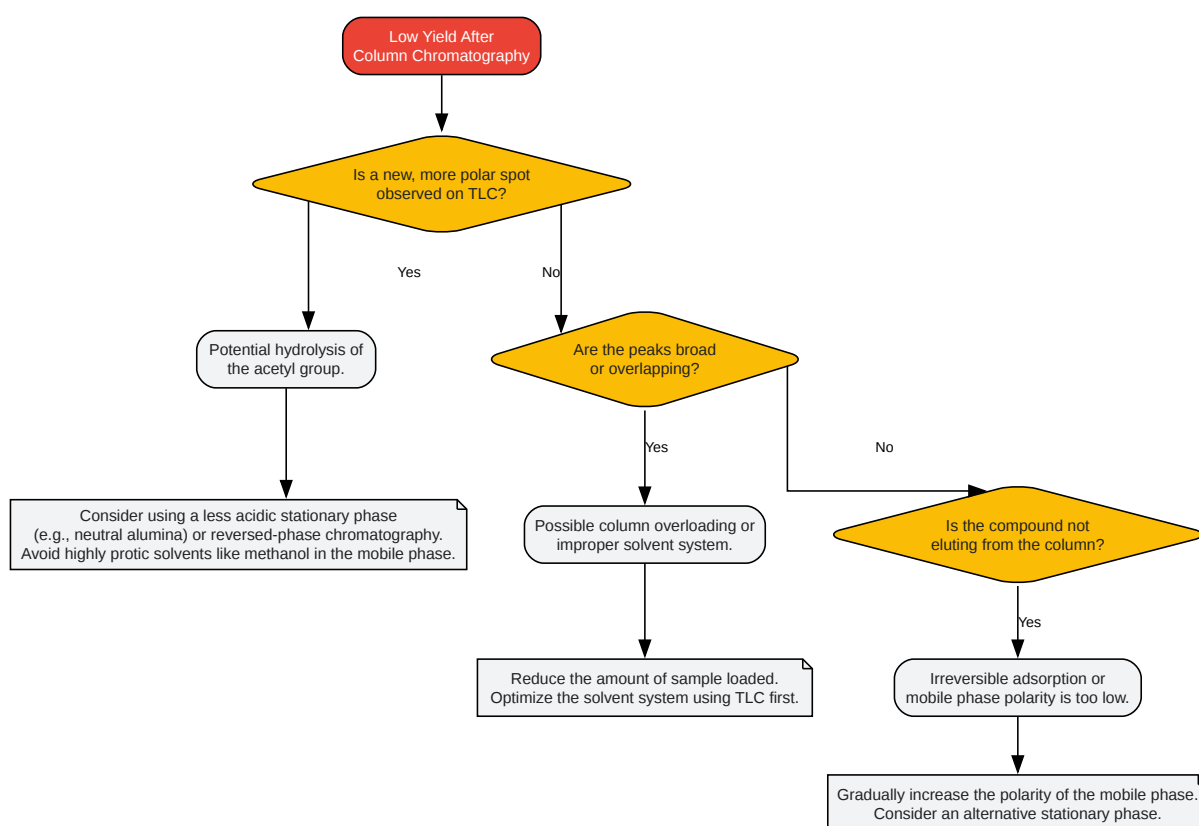 Low Yield After
Column Chromatography
Is a new, more polar spot
observed on TLC?
Yes
No
Potential hydrolysis of
the acetyl group.
Are the peaks broad
or overlapping?
Yes
No
Consider using a less acidic stationary phase
(e.g., neutral alumina) or reversed-phase chromatography.
Avoid highly protic solvents like methanol in the mobile phase.
Possible column overloading or
improper solvent system.
Is the compound not
eluting from the column?
Yes
Reduce the amount of sample loaded.
Optimize the solvent system using TLC first.
Irreversible adsorption or
mobile phase polarity is too low.
Gradually increase the polarity of the mobile phase.
Consider an alternative stationary phase.